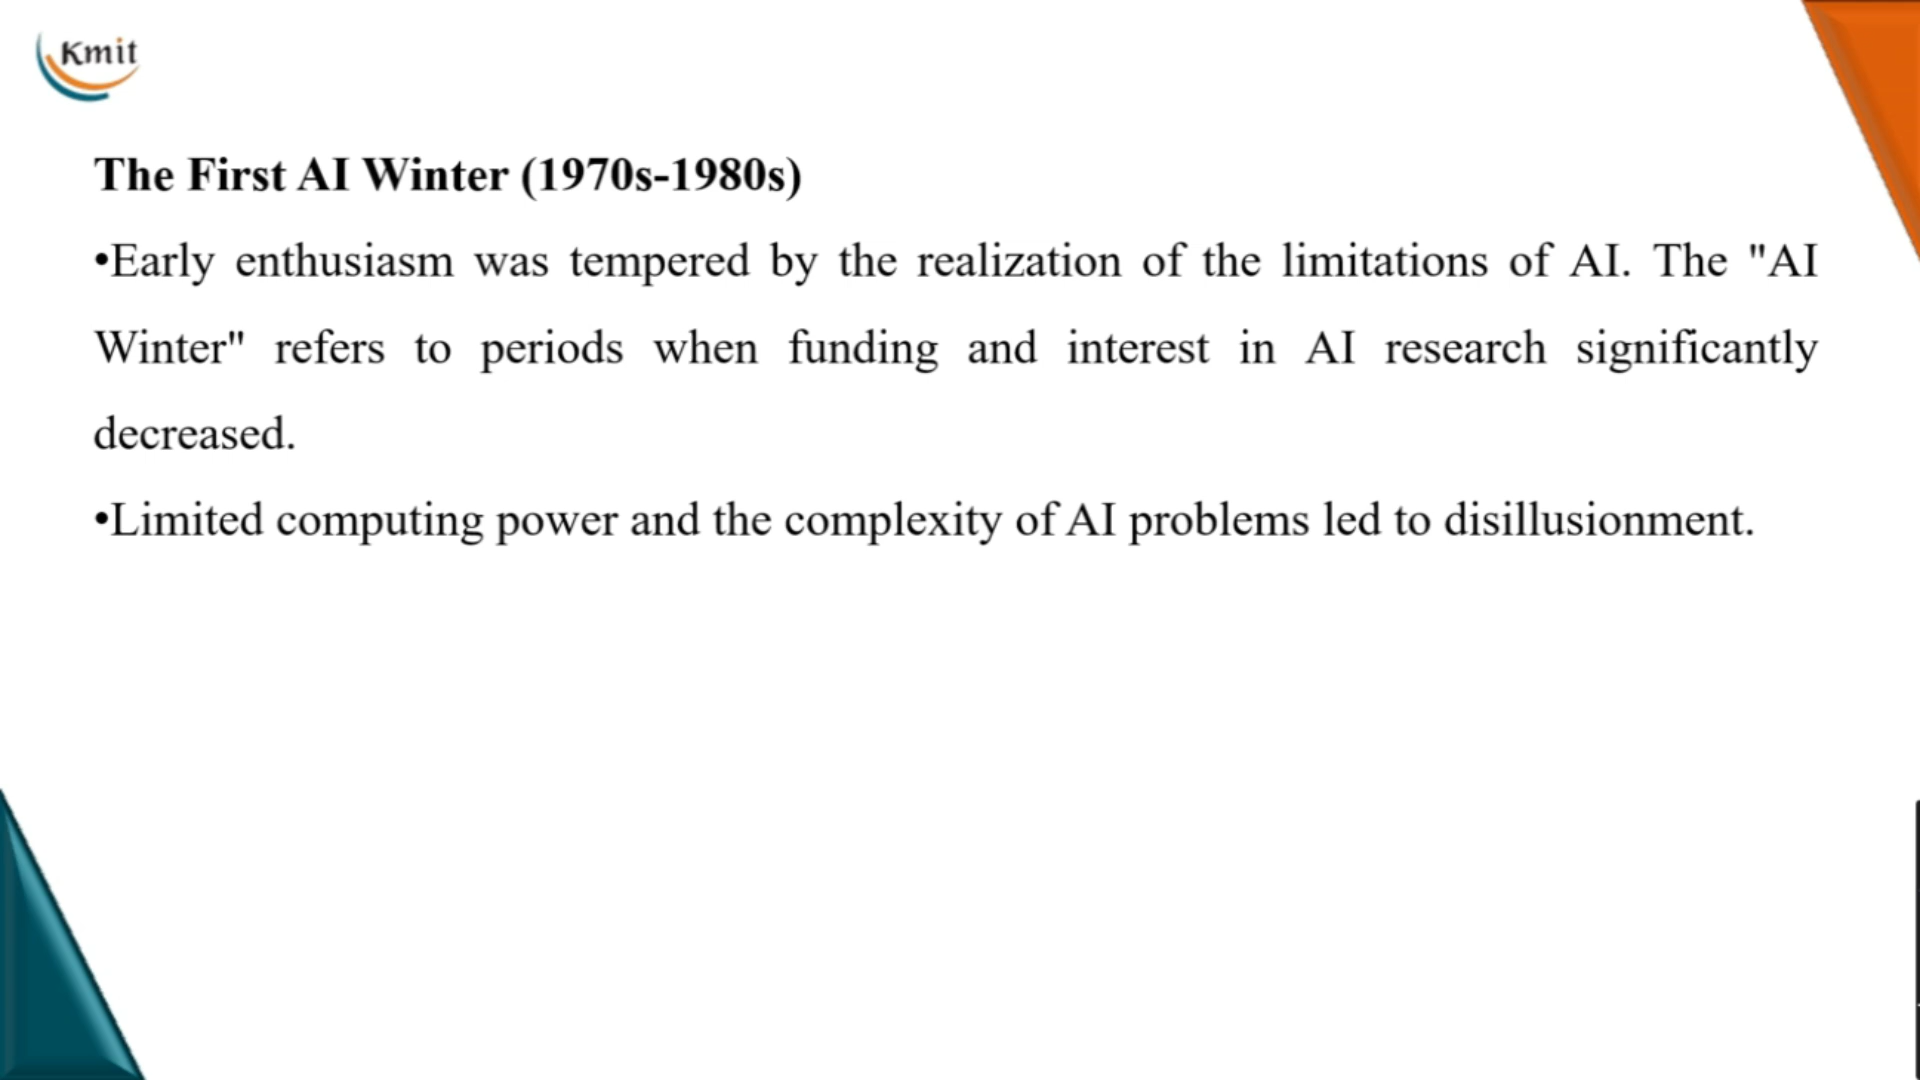 Kmit
The First AI Winter (1970s-1980s)
•Early enthusiasm was tempered by the realization of the limitations of AI. The "AI
Winter" refers to periods when funding and interest in AI research significantly
decreased.
•Limited computing power and the complexity of AI problems led to disillusionment.